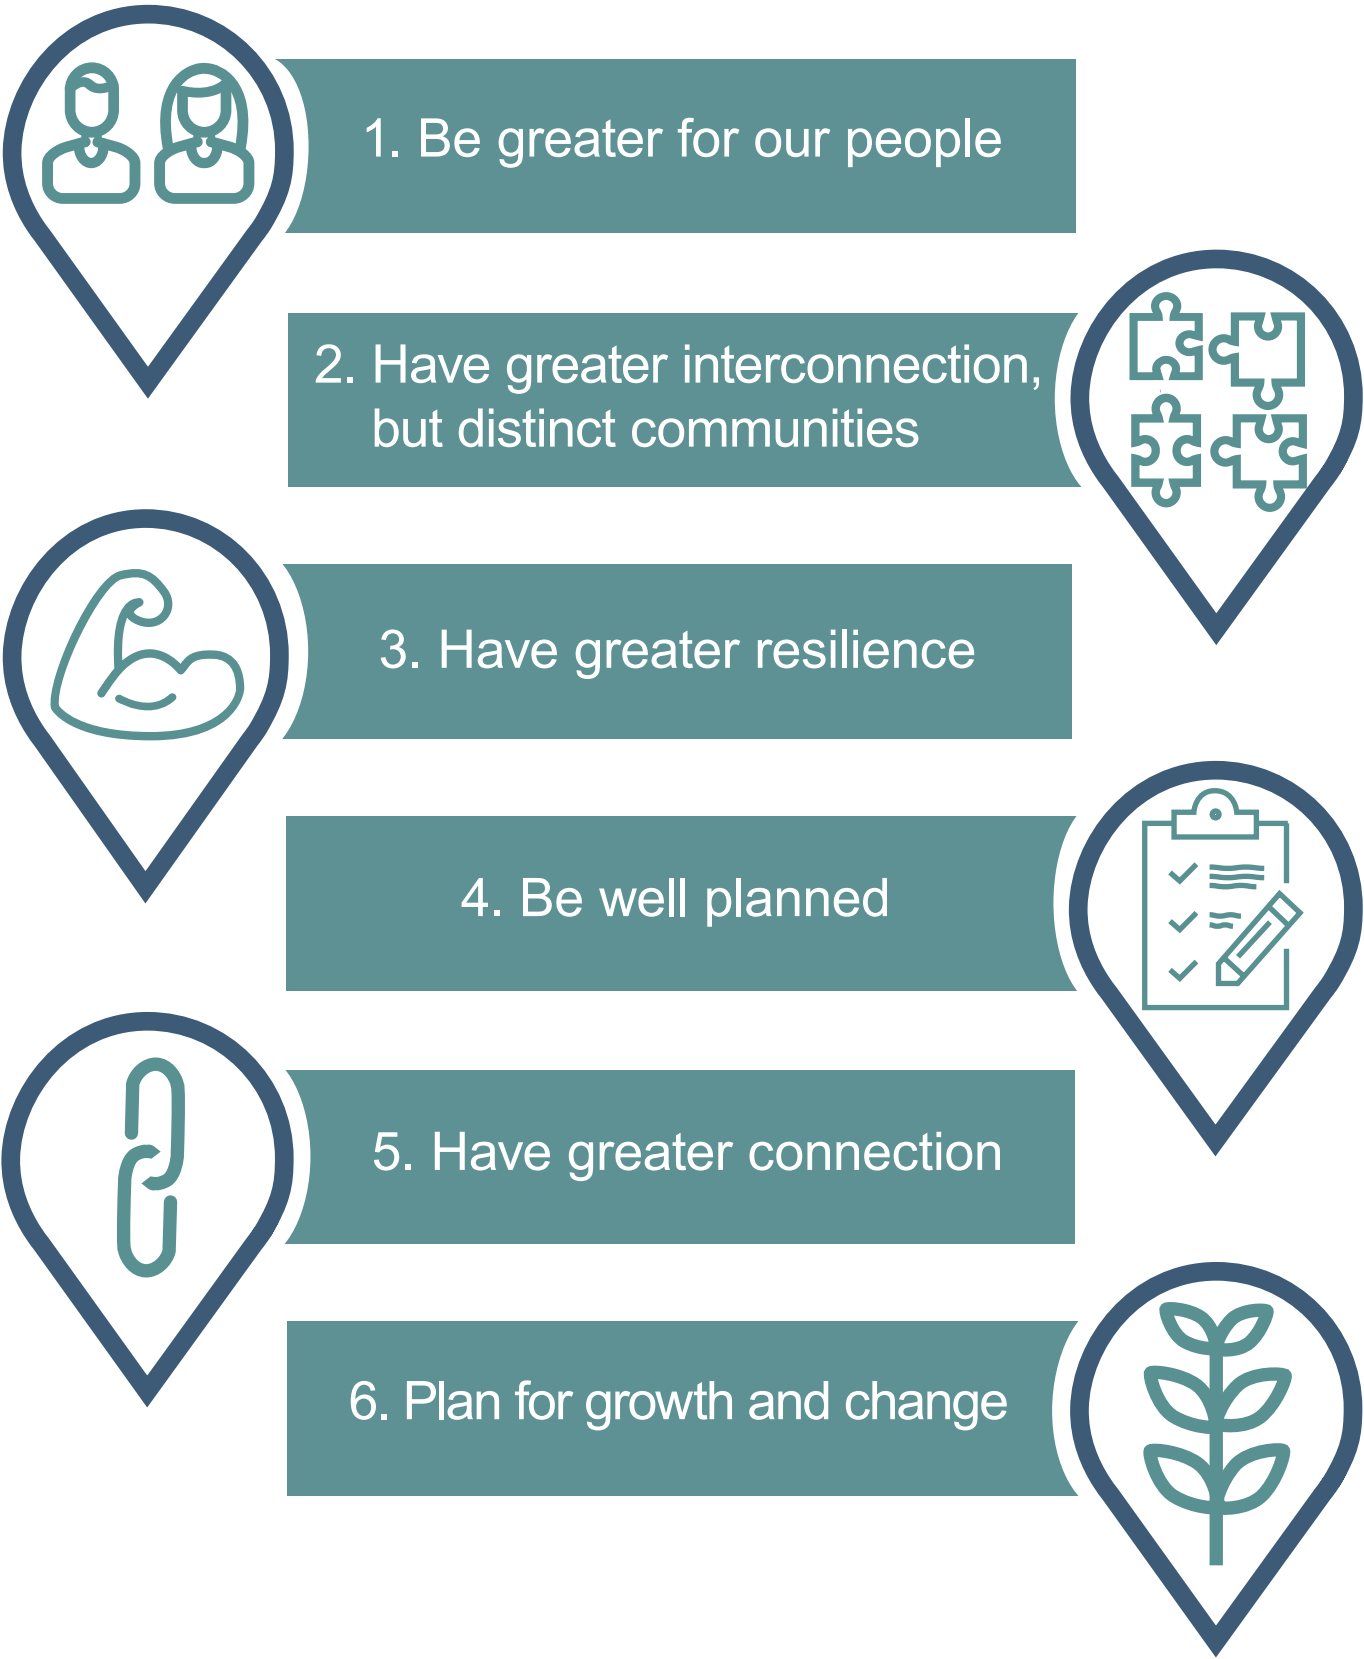 1. Be greater for our people
2. Have greater interconnection,
but distinct communities
3. Have greater resilience
4. Be well planned
5. Have greater connection
6. Plan for growth and change